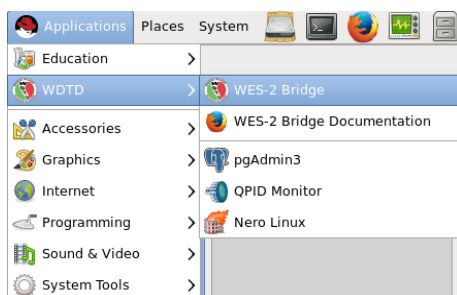 Applications Places System
Education
WDTD
Accessories
Graphics
Internet
Programming
Sound & Video
System Tools
WES-2 Bridge
WES-2 Bridge Documentation
pgAdmin3
QPID Monitor
Nero Linux